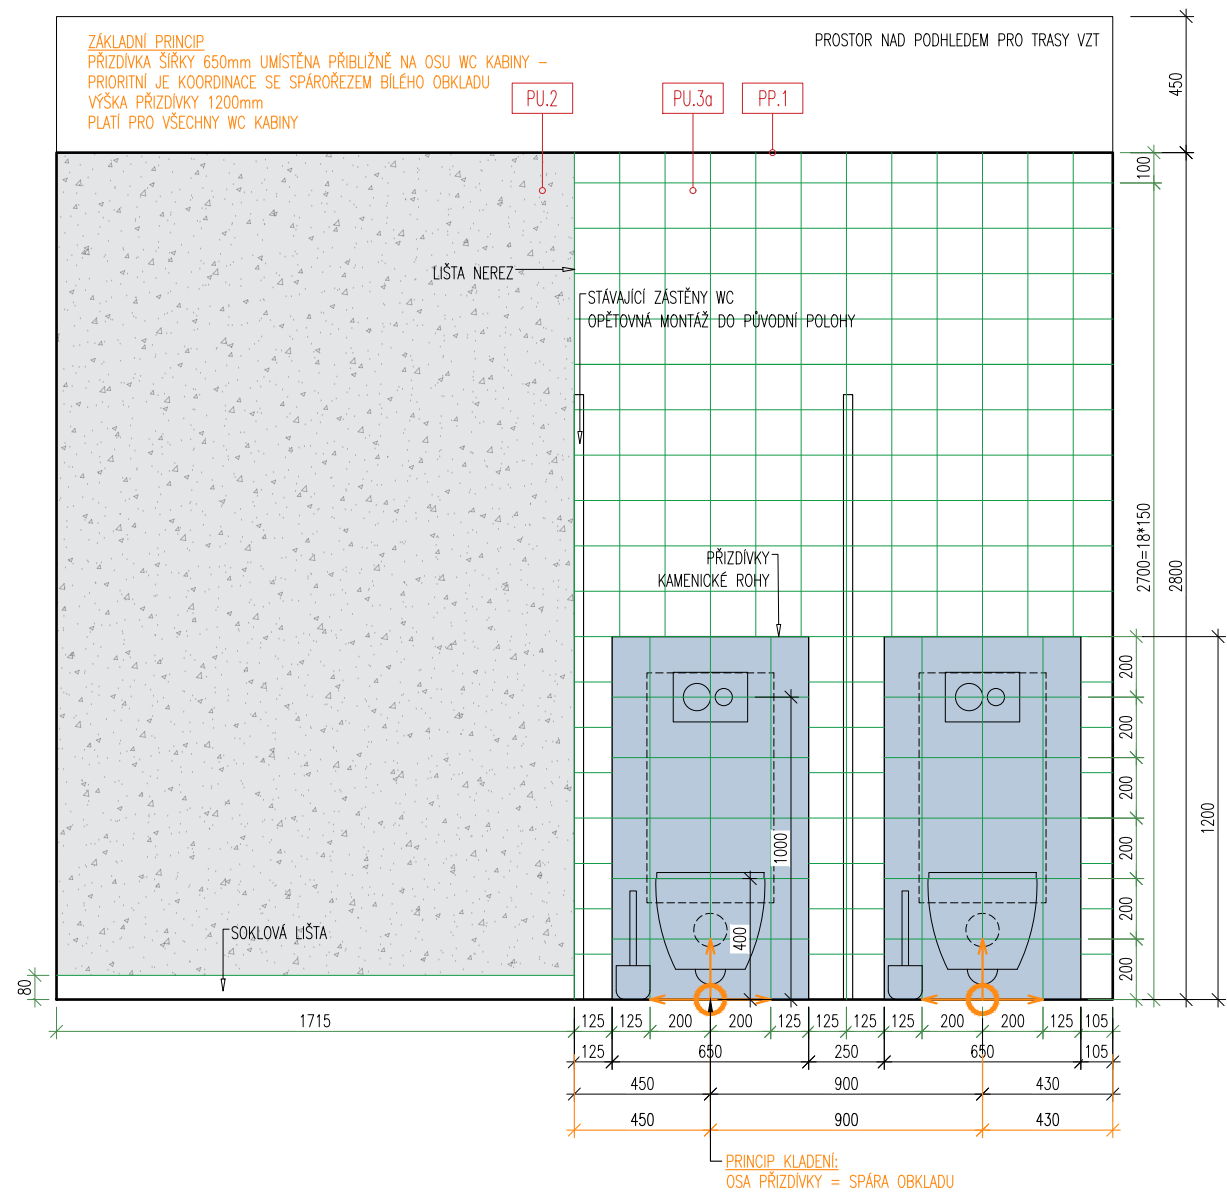 ZÁKLADNÍ PRINCIP
PŘIZDÍVKA ŠÍŘKY 650mm UMÍSTĚNA PŘIBLIŽNĚ NA OSU WC KABINY –
PRIORITNÍ JE KOORDINACE SE SPÁROŘEZEM BÍLÉHO OBKLADU
VÝŠKA PŘIZDÍVKY 1200mm
PLATÍ PRO VŠECHNY WC KABINY
PROSTOR NAD PODHLEDEM PRO TRASY VZT
450
PU.2
PU.3a
PP.1
100
LIŠTA NEREZ
STÁVAJÍCÍ ZÁSTĚNY WC
OPĚTOVNÁ MONTÁŽ DO PŮVODNÍ POLOHY
2700=18*150
2800
PŘIZDÍVKY
KAMENICKÉ ROHY
200
200
200
200
200
200
1200
1000
400
SOKLOVÁ LIŠTA
80
1715
125 125 200 200 125 125 125 125 200 200 125 105
125 650 250 650 105
450 900 430
450 900 430
PRINCIP KLADENÍ:
OSA PŘIZDÍVKY = SPÁRA OBKLADU